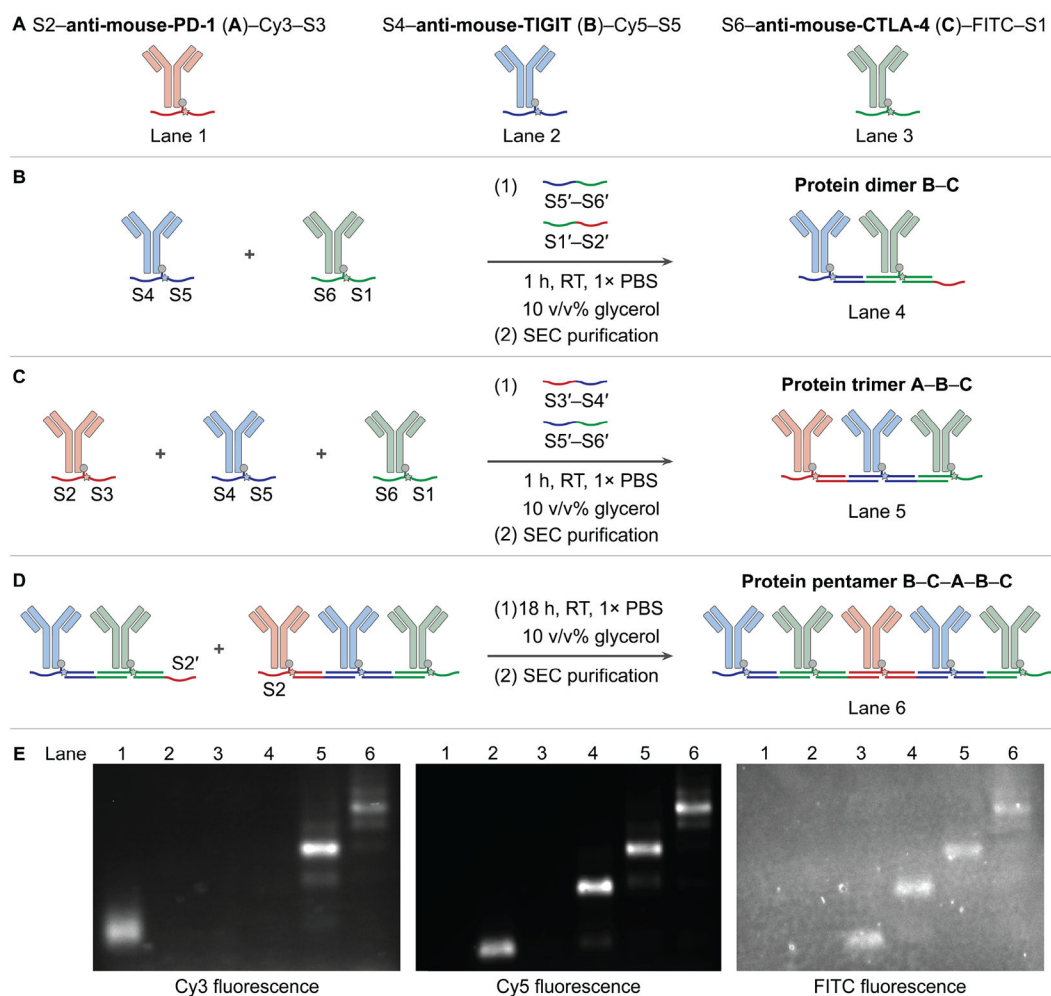 A S2–anti-mouse-PD-1 (A)–Cy3–S3 S4–anti-mouse-TIGIT (B)–Cy5–S5 S6–anti-mouse-CTLA-4 (C)–FITC–S1
Lane 1 Lane 2 Lane 3
B
(1)
S5′–S6′
S1′–S2′
1 h, RT, 1× PBS
10 v/v% glycerol
(2) SEC purification
Protein dimer B–C
+
S4 S5 S6 S1
Lane 4
C
(1)
S3′–S4′
S5′–S6′
1 h, RT, 1× PBS
10 v/v% glycerol
(2) SEC purification
Protein trimer A–B–C
+ +
S2 S3 S4 S5 S6 S1
Lane 5
D
Protein pentamer B–C–A–B–C
(1) 18 h, RT, 1× PBS
10 v/v% glycerol
(2) SEC purification
+
S2′
S2
Lane 6
E Lane 1 2 3 4 5 6 1 2 3 4 5 6 1 2 3 4 5 6
Cy3 fluorescence Cy5 fluorescence FITC fluorescence